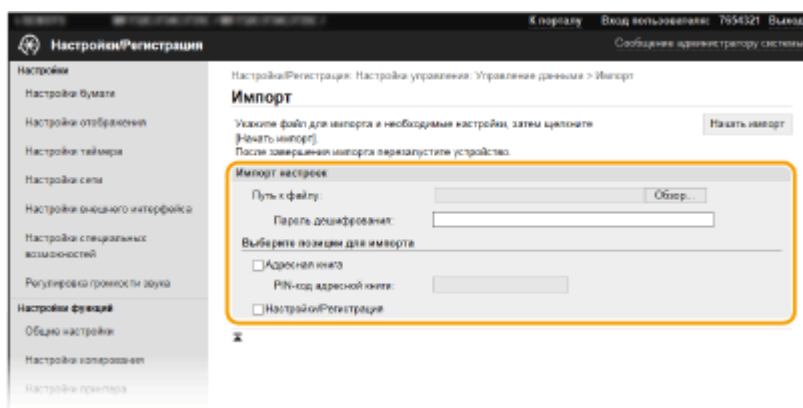 К порталу Вход пользователя: 7654321 Выход
Настройки/Регистрация
Сообщение администратору системы
Настройки
Настройки бумаги
Настройки отображения
Настройки таймера
Настройки сети
Настройки внешнего интерфейса
Настройки специальных
возможностей
Регулировка громкости звука
Настройки функций
Общие настройки
Настройки копирования
Настройки принтера
Настройки/Регистрация: Настройки управления: Управление данными > Импорт
Импорт
Укажите файл для импорта и необходимые настройки, затем щелкните
[Начать импорт].
После завершения импорта перезапустите устройство.
Начать импорт
Импорт настроек
Путь к файлу:
Обзор...
Пароль дешифрования:
Выберите позиции для импорта
Адресная книга
PIN-код адресной книги:
Настройки/Регистрация